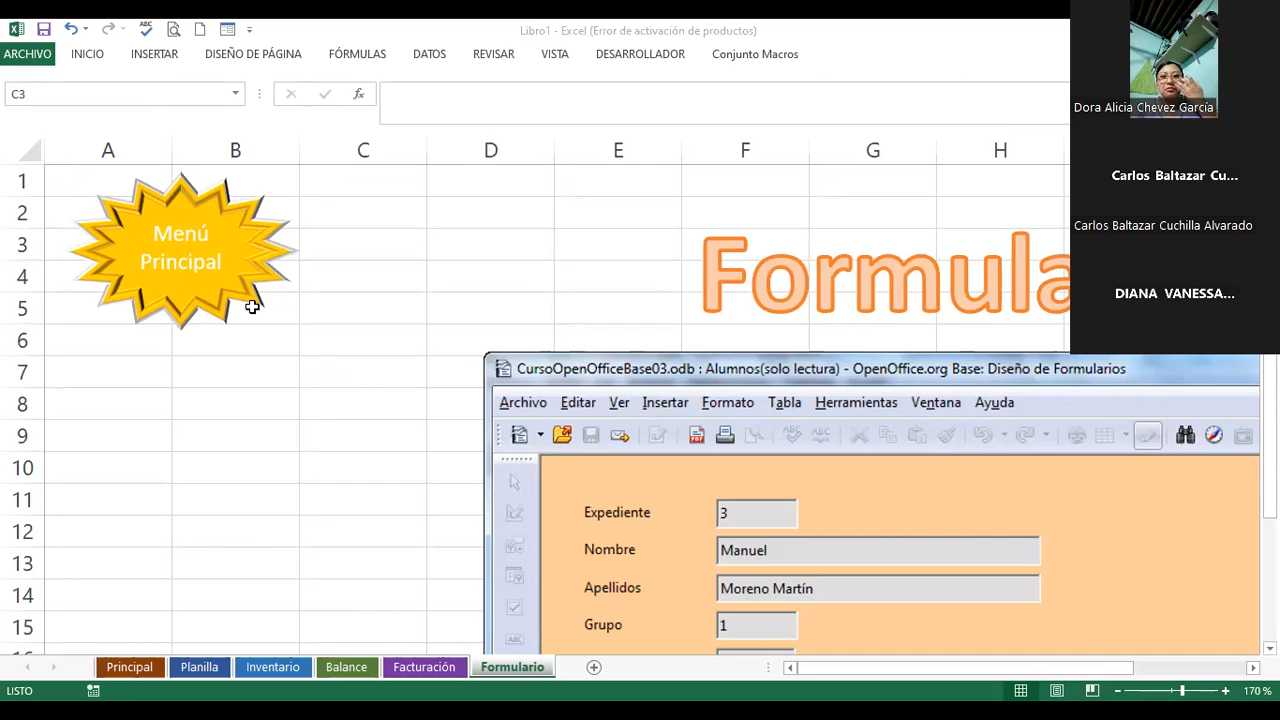 Libro1 - Excel (Error de activación de productos)
ARCHIVO INICIO INSERTAR DISEÑO DE PÁGINA FÓRMULAS DATOS REVISAR VISTA DESARROLLADOR Conjunto Macros
C3
fx
A B C D E F G H
1
2
3
4
5
6
7
8
9
10
11
12
13
14
15
Menú
Principal
Formula
CursoOpenOfficeBase03.odb : Alumnos(solo lectura) - OpenOffice.org Base: Diseño de Formularios
Archivo Editar Ver Insertar Formato Tabla Herramientas Ventana Ayuda
Expediente 3
Nombre Manuel
Apellidos Moreno Martín
Grupo 1
Principal Planilla Inventario Balance Facturación Formulario
LISTO
170 %
Dora Alicia Chevez García
Carlos Baltazar Cu...
Carlos Baltazar Cuchilla Alvarado
DIANA VANESSA...